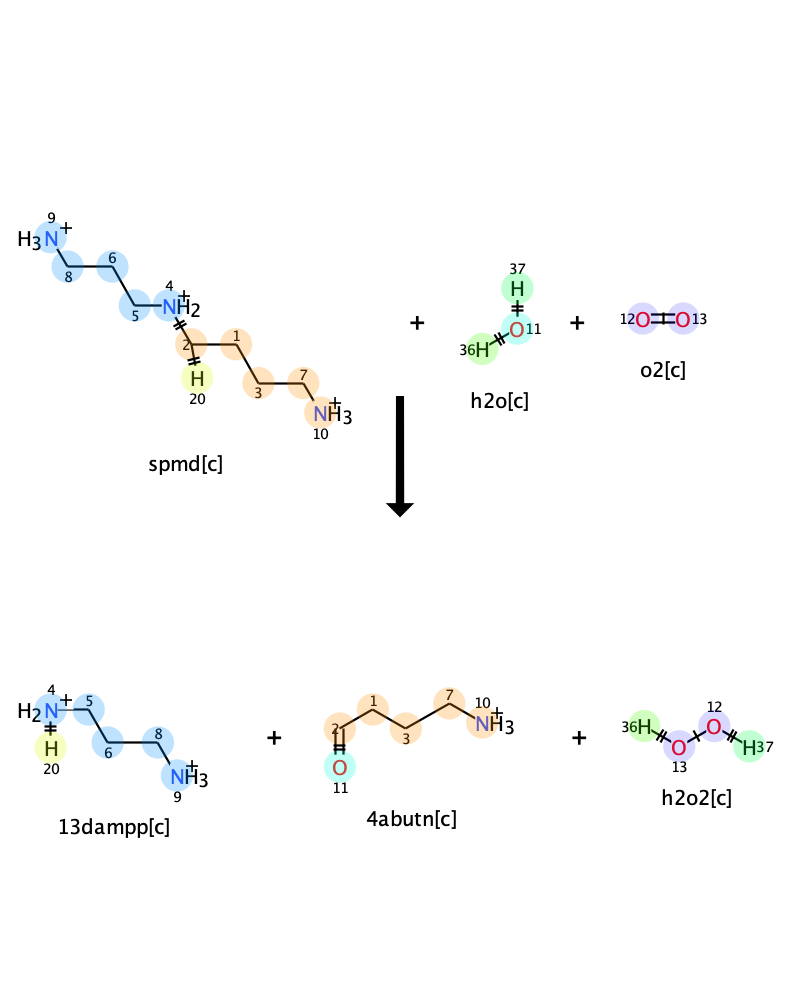 9
H3N+
8
6
5
4
NH2+
2
1
H
20
3
7
NH3+
10
spmd[c]
+
37
H
O11
36H
h2o[c]
+
12O
O13
o2[c]
4
H2N+
5
H
20
6
8
NH3+
9
13dampp[c]
+
2
1
3
7
10
NH3+
O
11
4abutn[c]
+
36H
O
13
12
O
H37
h2o2[c]